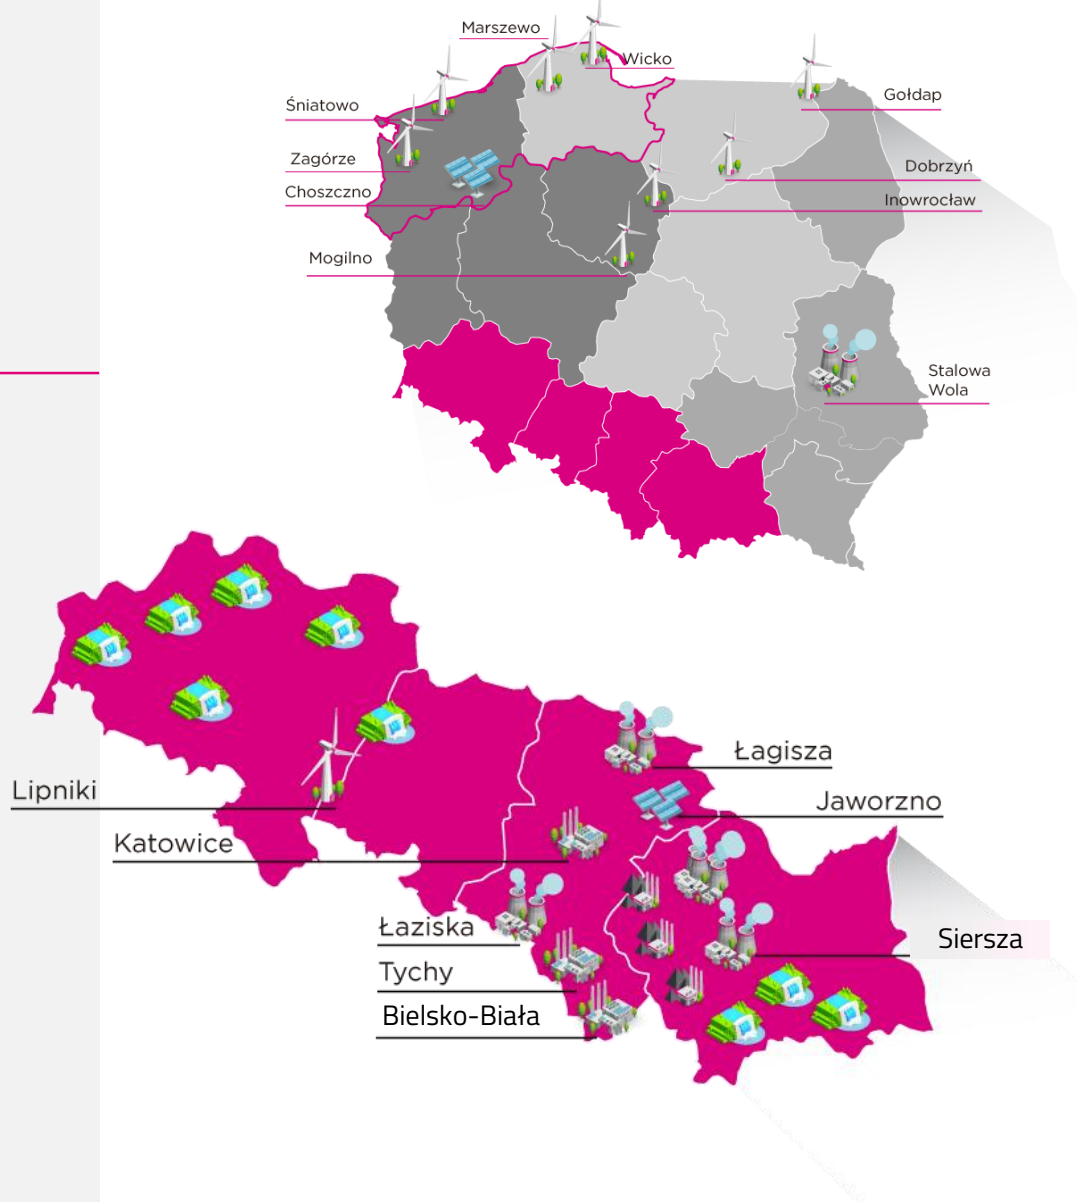 Marszewo
Wicko
Gołdap
Śniatowo
Zagórze
Dobrzyń
Choszczno
Inowrocław
Mogilno
Stalowa
Wola
Łagisza
Lipniki
Jaworzno
Katowice
Łaziska
Siersza
Tychy
Bielsko-Biała